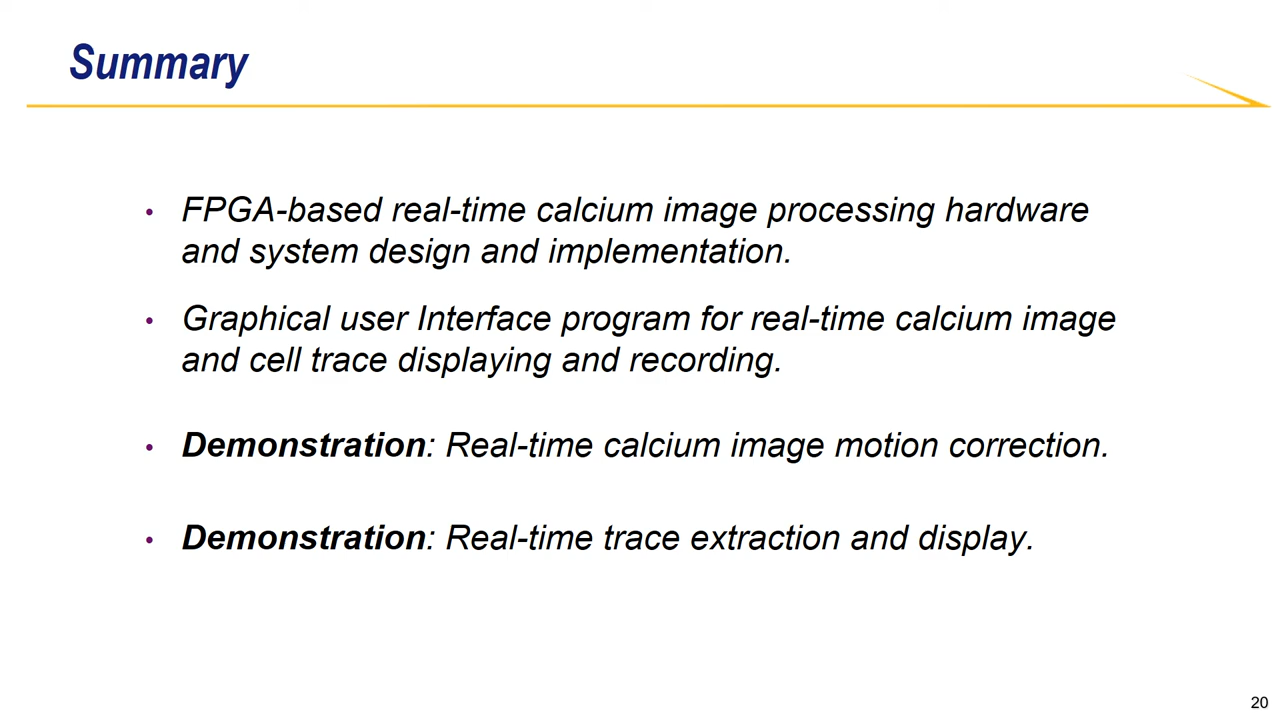 Summary
• FPGA-based real-time calcium image processing hardware
and system design and implementation.
• Graphical user Interface program for real-time calcium image
and cell trace displaying and recording.
• Demonstration: Real-time calcium image motion correction.
• Demonstration: Real-time trace extraction and display.
20